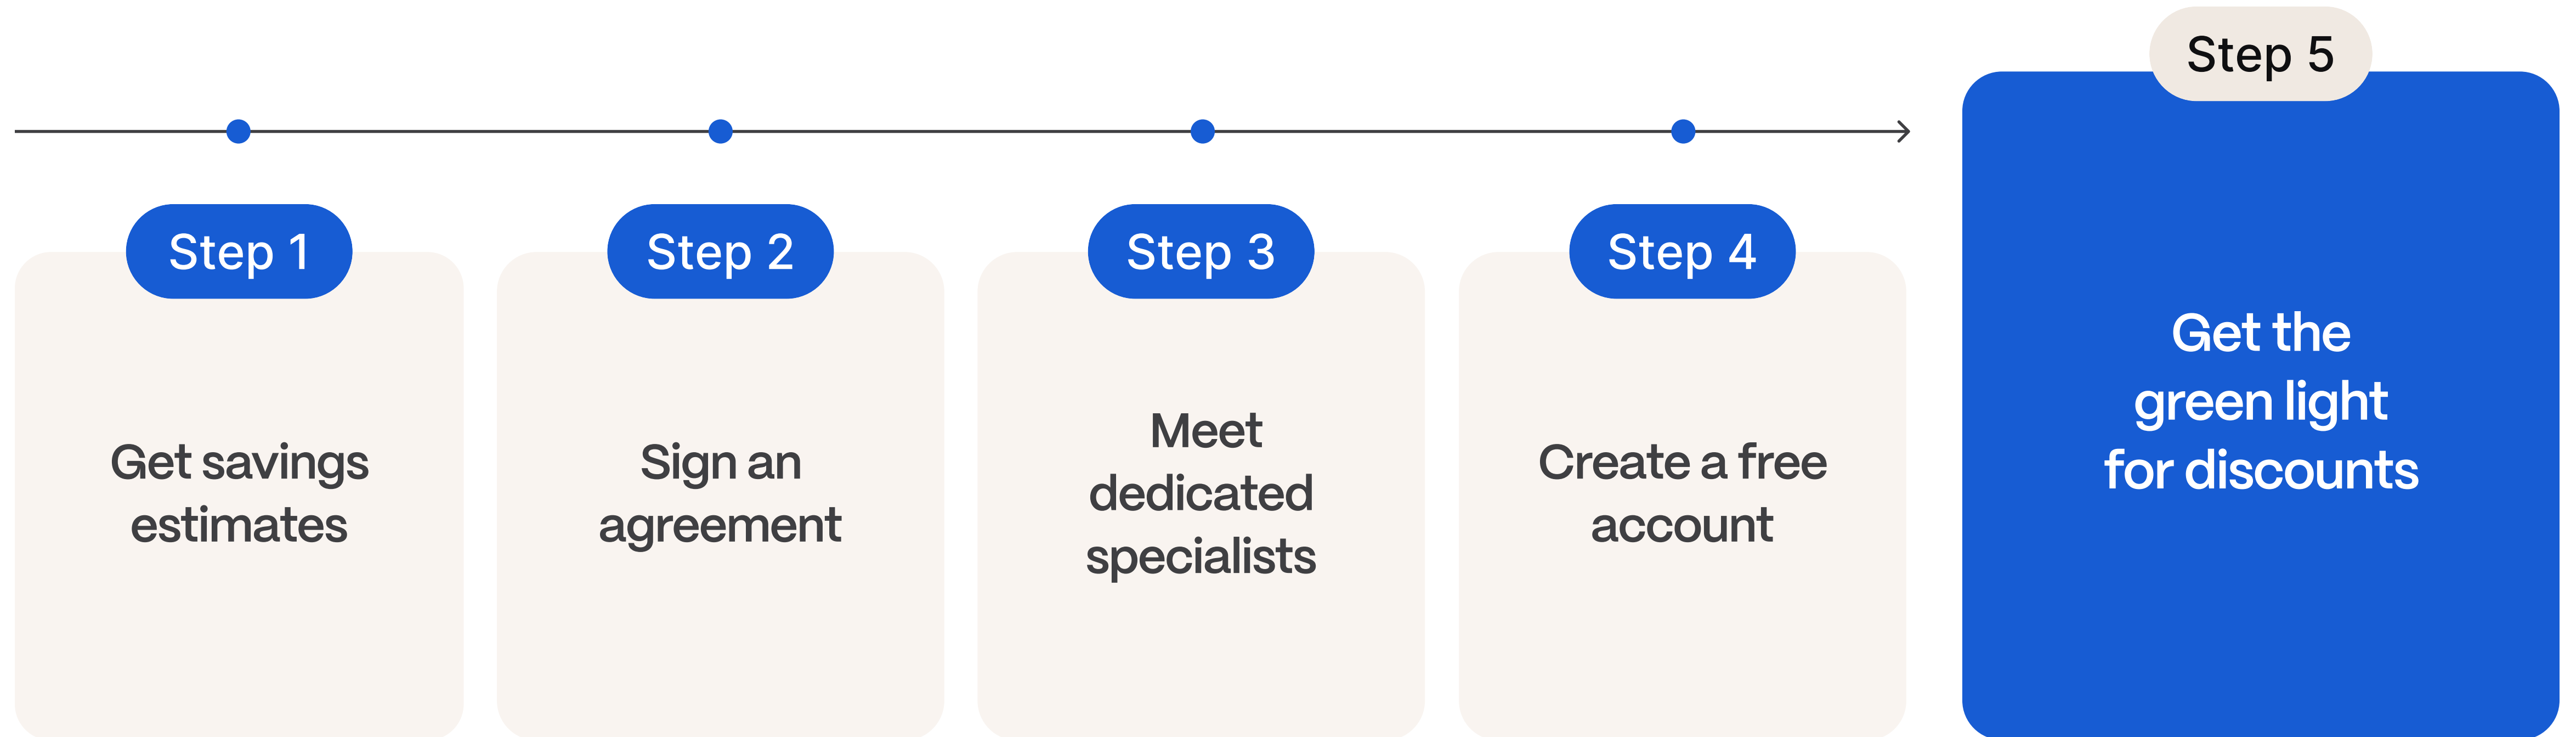 Step 1
Get savings
estimates
Step 2
Sign an
agreement
Step 3
Meet
dedicated
specialists
Step 4
Create a free
account
Step 5
Get the
green light
for discounts